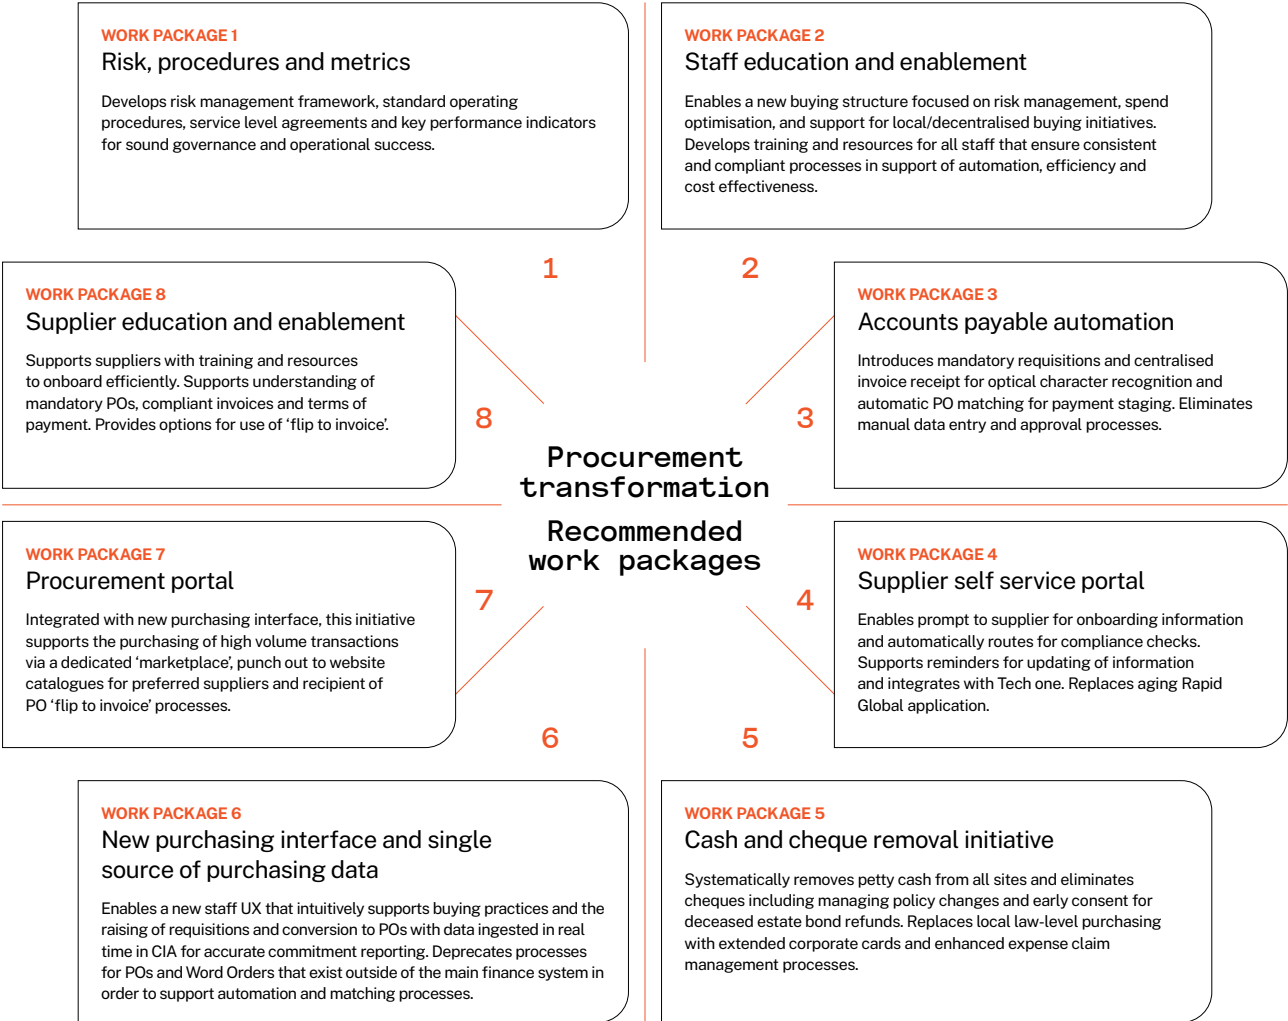 WORK PACKAGE 1
Risk, procedures and metrics
Develops risk management framework, standard operating
procedures, service level agreements and key performance indicators
for sound governance and operational success.
WORK PACKAGE 2
Staff education and enablement
Enables a new buying structure focused on risk management, spend
optimisation, and support for local/decentralised buying initiatives.
Develops training and resources for all staff that ensure consistent
and compliant processes in support of automation, efficiency and
cost effectiveness.
1
2
WORK PACKAGE 8
Supplier education and enablement
Supports suppliers with training and resources
to onboard efficiently. Supports understanding of
mandatory POs, compliant invoices and terms of
payment. Provides options for use of ‘flip to invoice’.
8
3
WORK PACKAGE 3
Accounts payable automation
Introduces mandatory requisitions and centralised
invoice receipt for optical character recognition and
automatic PO matching for payment staging. Eliminates
manual data entry and approval processes.
Procurement
transformation
Recommended
work packages
WORK PACKAGE 7
Procurement portal
Integrated with new purchasing interface, this initiative
supports the purchasing of high volume transactions
via a dedicated ‘marketplace’, punch out to website
catalogues for preferred suppliers and recipient of
PO ‘flip to invoice’ processes.
7
4
WORK PACKAGE 4
Supplier self service portal
Enables prompt to supplier for onboarding information
and automatically routes for compliance checks.
Supports reminders for updating of information
and integrates with Tech one. Replaces aging Rapid
Global application.
6
5
WORK PACKAGE 6
New purchasing interface and single
source of purchasing data
Enables a new staff UX that intuitively supports buying practices and the
raising of requisitions and conversion to POs with data ingested in real
time in CIA for accurate commitment reporting. Deprecates processes
for POs and Word Orders that exist outside of the main finance system in
order to support automation and matching processes.
WORK PACKAGE 5
Cash and cheque removal initiative
Systematically removes petty cash from all sites and eliminates
cheques including managing policy changes and early consent for
deceased estate bond refunds. Replaces local law-level purchasing
with extended corporate cards and enhanced expense claim
management processes.